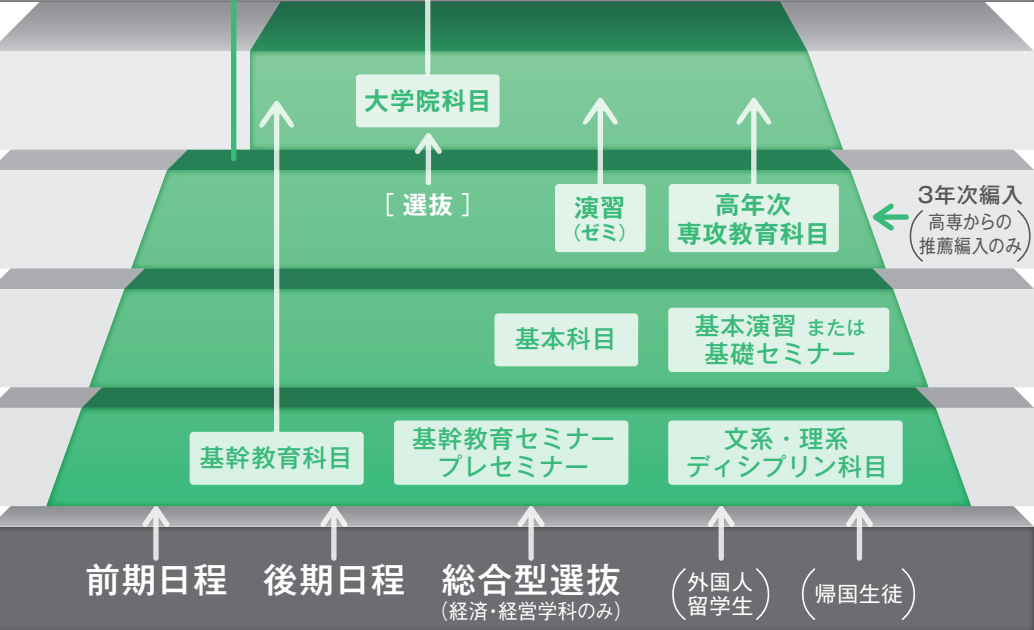 大学院科目
[ 選抜 ]
演習
(ゼミ)
高年次
専攻教育科目
3年次編入
(高専からの
推薦編入のみ)
基本科目
基本演習 または
基礎セミナー
基幹教育科目
基幹教育セミナー
プレセミナー
文系・理系
ディシプリン科目
前期日程
後期日程
総合型選抜
(経済・経営学科のみ)
(外国人
留学生)
(帰国生徒)